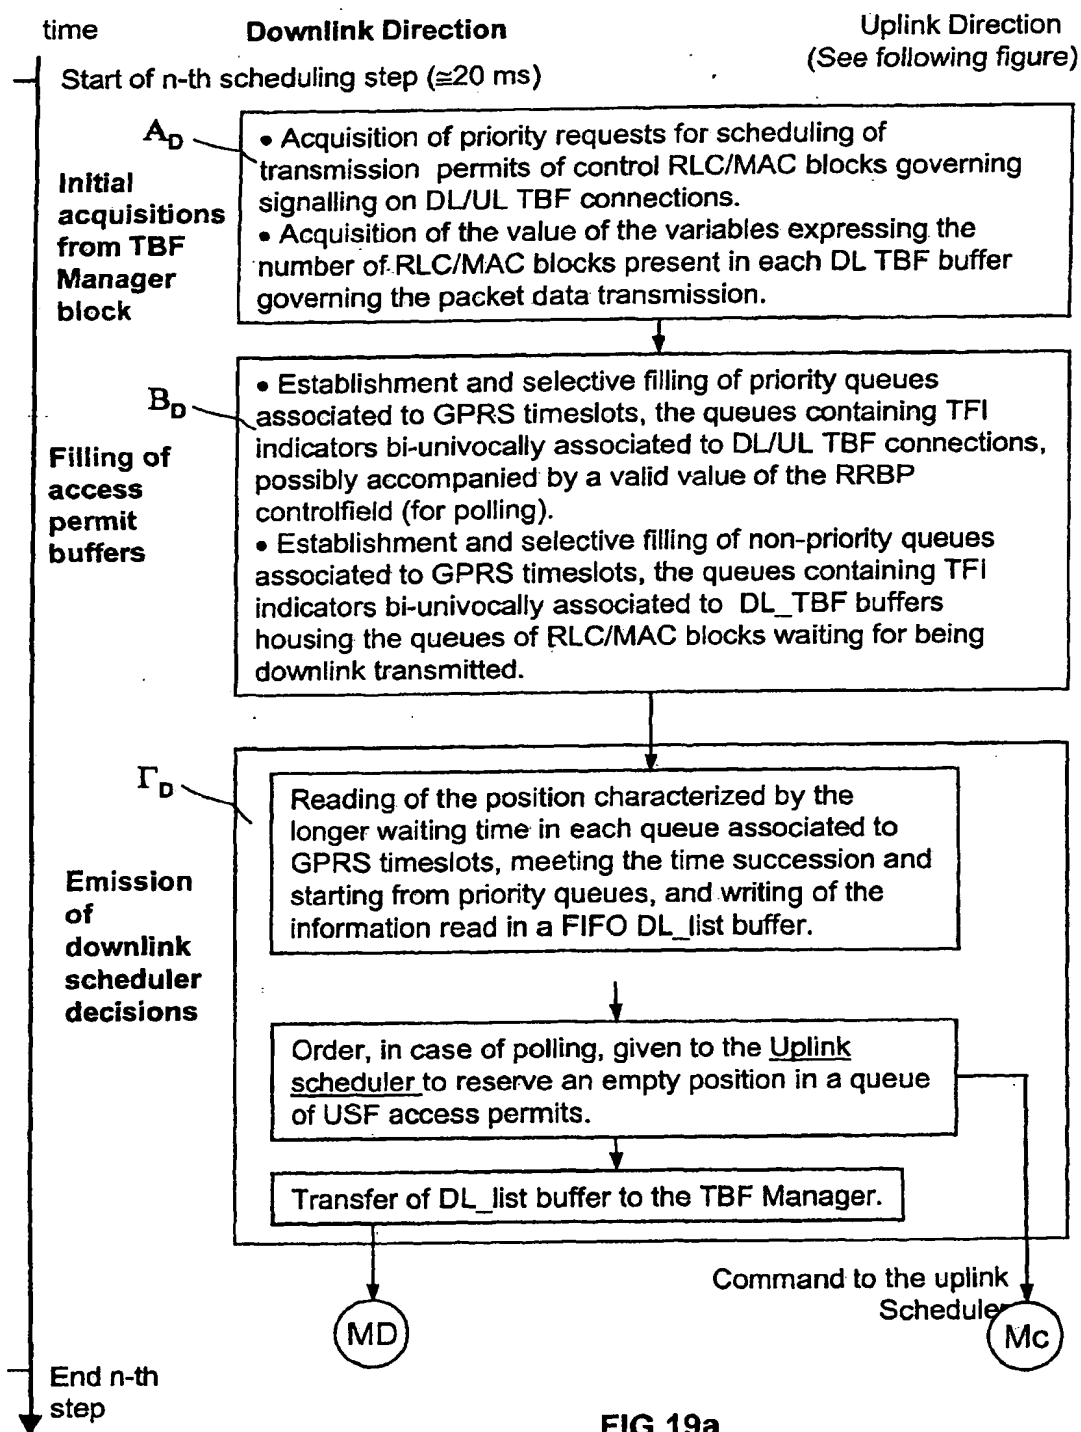 time
Downlink Direction
Uplink Direction
(See following figure)
Start of n-th scheduling step (≅20 ms)
A_D
Initial
acquisitions
from TBF
Manager
block
• Acquisition of priority requests for scheduling of
transmission permits of control RLC/MAC blocks governing
signalling on DL/UL TBF connections.
• Acquisition of the value of the variables expressing the
number of RLC/MAC blocks present in each DL TBF buffer
governing the packet data transmission.
B_D
Filling of
access
permit
buffers
• Establishment and selective filling of priority queues
associated to GPRS timeslots, the queues containing TFI
indicators bi-univocally associated to DL/UL TBF connections,
possibly accompanied by a valid value of the RRBP
controlfield (for polling).
• Establishment and selective filling of non-priority queues
associated to GPRS timeslots, the queues containing TFI
indicators bi-univocally associated to DL_TBF buffers
housing the queues of RLC/MAC blocks waiting for being
downlink transmitted.
Γ_D
Emission
of
downlink
scheduler
decisions
Reading of the position characterized by the
longer waiting time in each queue associated to
GPRS timeslots, meeting the time succession and
starting from priority queues, and writing of the
information read in a FIFO DL_list buffer.
Order, in case of polling, given to the Uplink
scheduler to reserve an empty position in a queue
of USF access permits.
Transfer of DL_list buffer to the TBF Manager.
Command to the uplink
Scheduler
MD
Mc
End n-th
step
FIG 19a